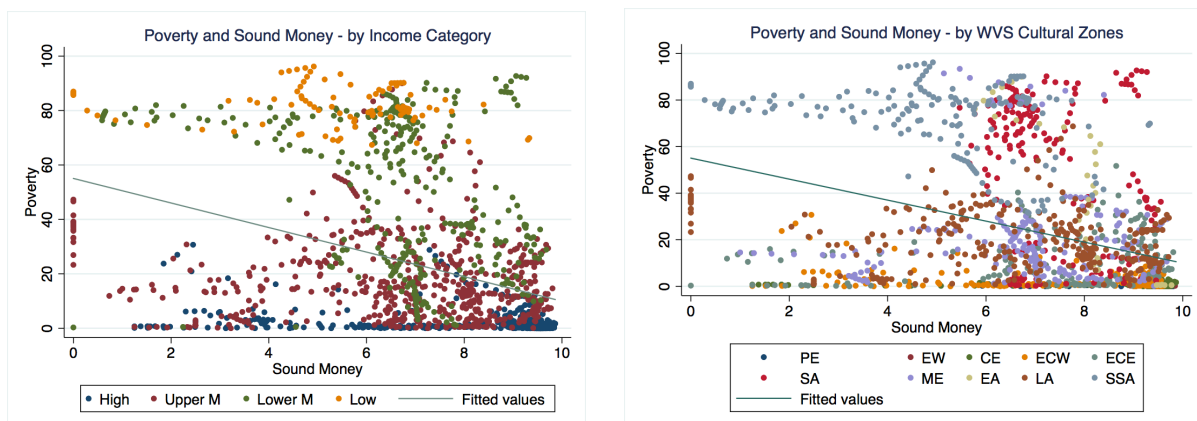 Poverty and Sound Money - by Income Category
100
80
60
40
20
0
Poverty
0 2 4 6 8 10
Sound Money
High Upper M Lower M Low Fitted values
Poverty and Sound Money - by WVS Cultural Zones
100
80
60
40
20
0
Poverty
0 2 4 6 8 10
Sound Money
PE EW CE ECW ECE
SA ME EA LA SSA
Fitted values